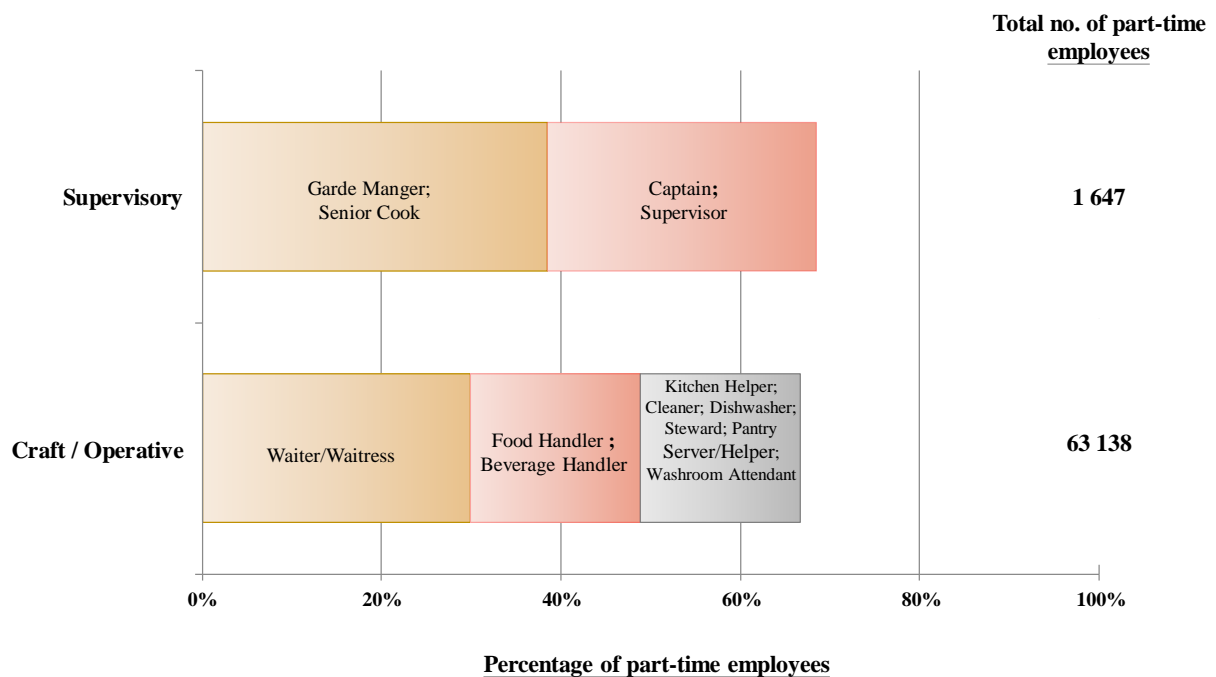 Total no. of part-time
employees
Supervisory
Garde Manger;
Senior Cook
Captain;
Supervisor
1 647
Craft / Operative
Waiter/Waitress
Food Handler ;
Beverage Handler
Kitchen Helper;
Cleaner; Dishwasher;
Steward; Pantry
Server/Helper;
Washroom Attendant
63 138
0%
20%
40%
60%
80%
100%
Percentage of part-time employees